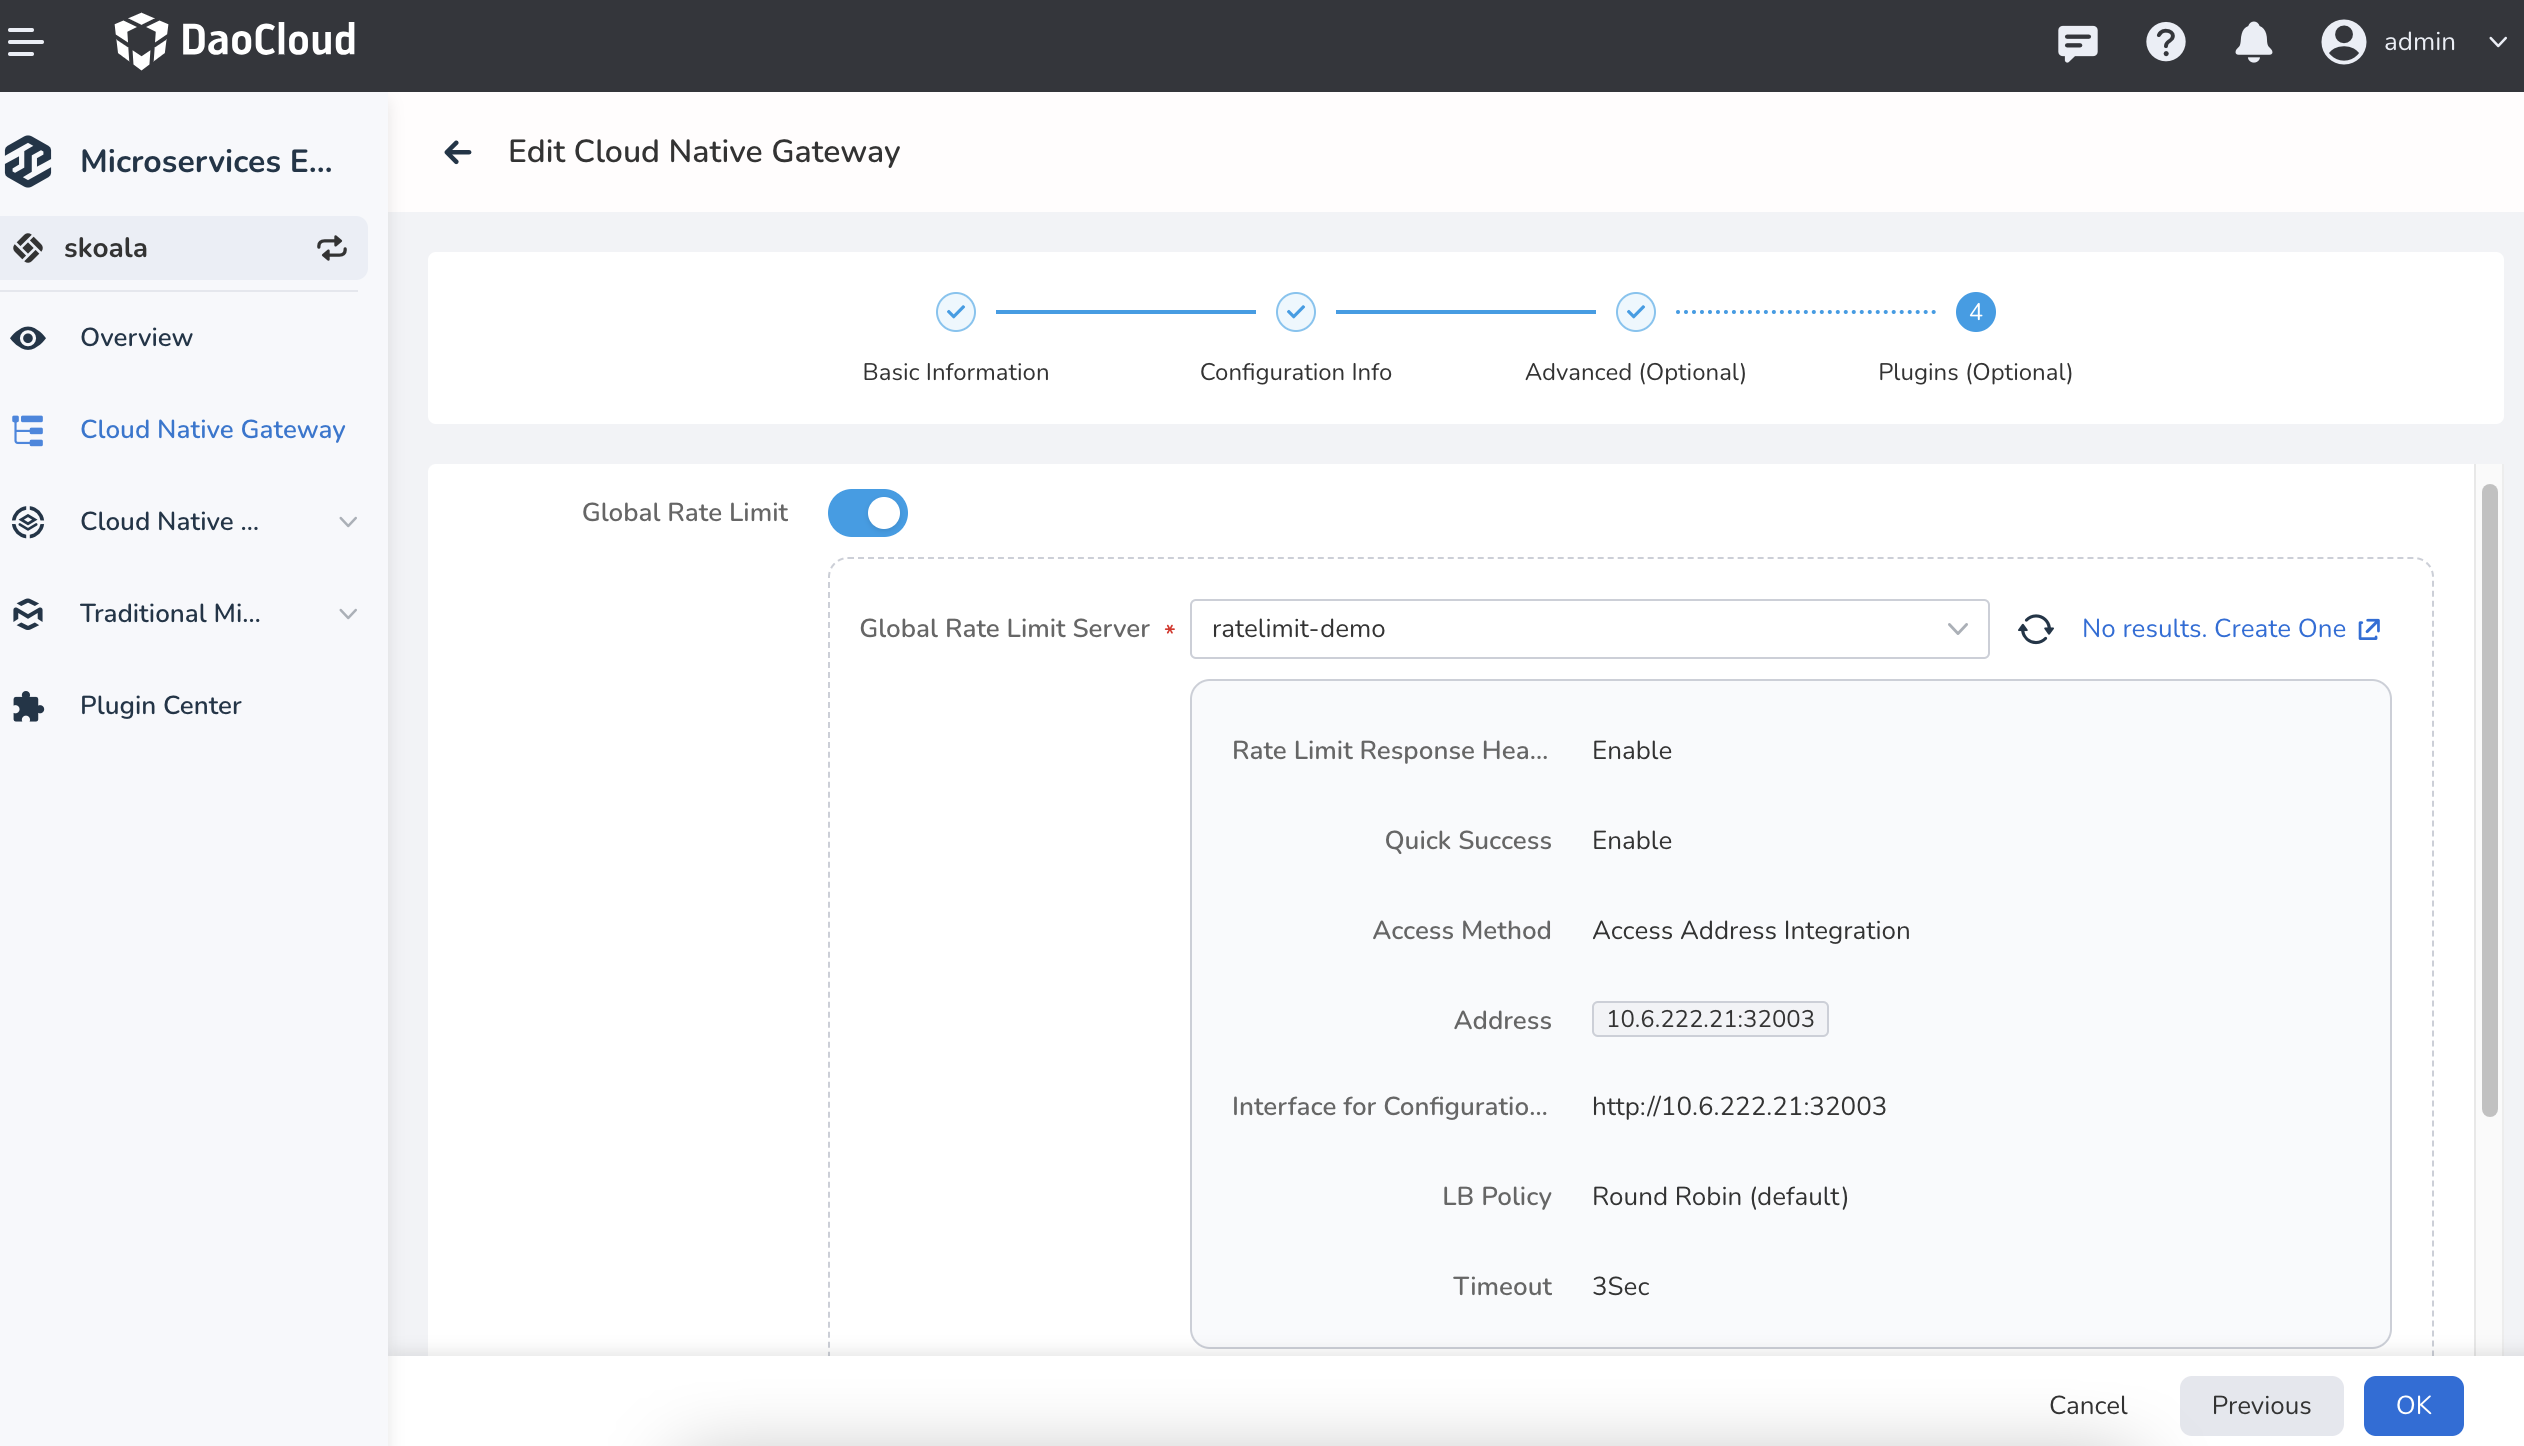 DaoCloud
admin
Microservices E...
skoala
Overview
Cloud Native Gateway
Cloud Native ...
Traditional Mi...
Plugin Center
Edit Cloud Native Gateway
4
Basic Information
Configuration Info
Advanced (Optional)
Plugins (Optional)
Global Rate Limit
Global Rate Limit Server *
ratelimit-demo
No results. Create One
Rate Limit Response Hea... Enable
Quick Success Enable
Access Method Access Address Integration
Address 10.6.222.21:32003
Interface for Configuratio... http://10.6.222.21:32003
LB Policy Round Robin (default)
Timeout 3Sec
Cancel
Previous
OK